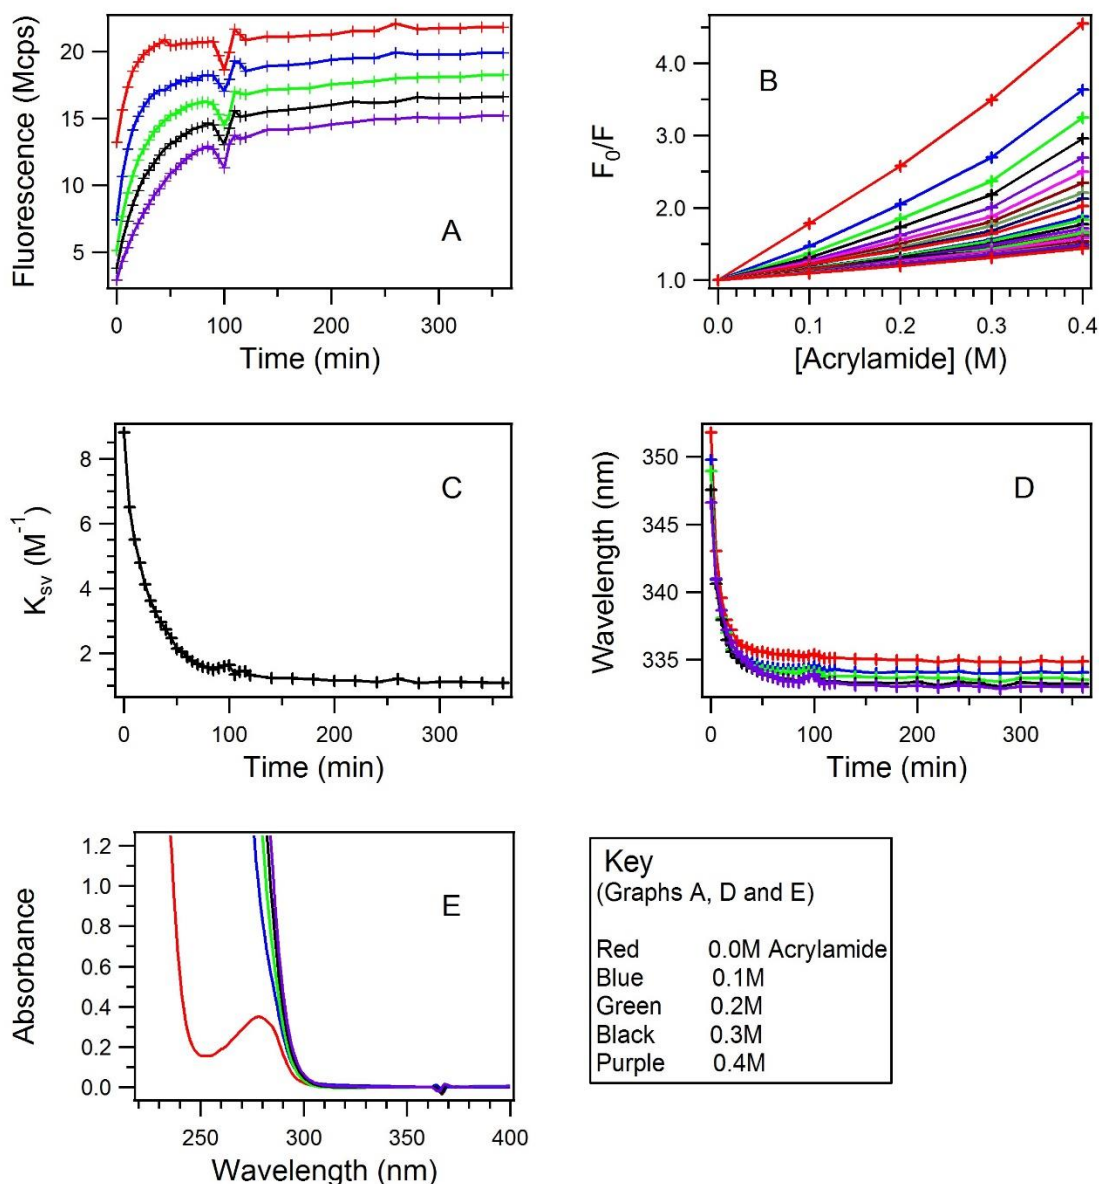 Fluorescence (Mcps)
20
15
10
5
A
0
100
200
300
Time (min)
F0/F
4.0
3.0
2.0
1.0
B
0.0
0.1
0.2
0.3
0.4
[Acrylamide] (M)
Ksv (M-1)
8
6
4
2
C
0
100
200
300
Time (min)
Wavelength (nm)
350
345
340
335
D
0
100
200
300
Time (min)
Absorbance
1.2
1.0
0.8
0.6
0.4
0.2
0.0
E
250
300
350
400
Wavelength (nm)
Key
(Graphs A, D and E)
Red 0.0M Acrylamide
Blue 0.1M
Green 0.2M
Black 0.3M
Purple 0.4M